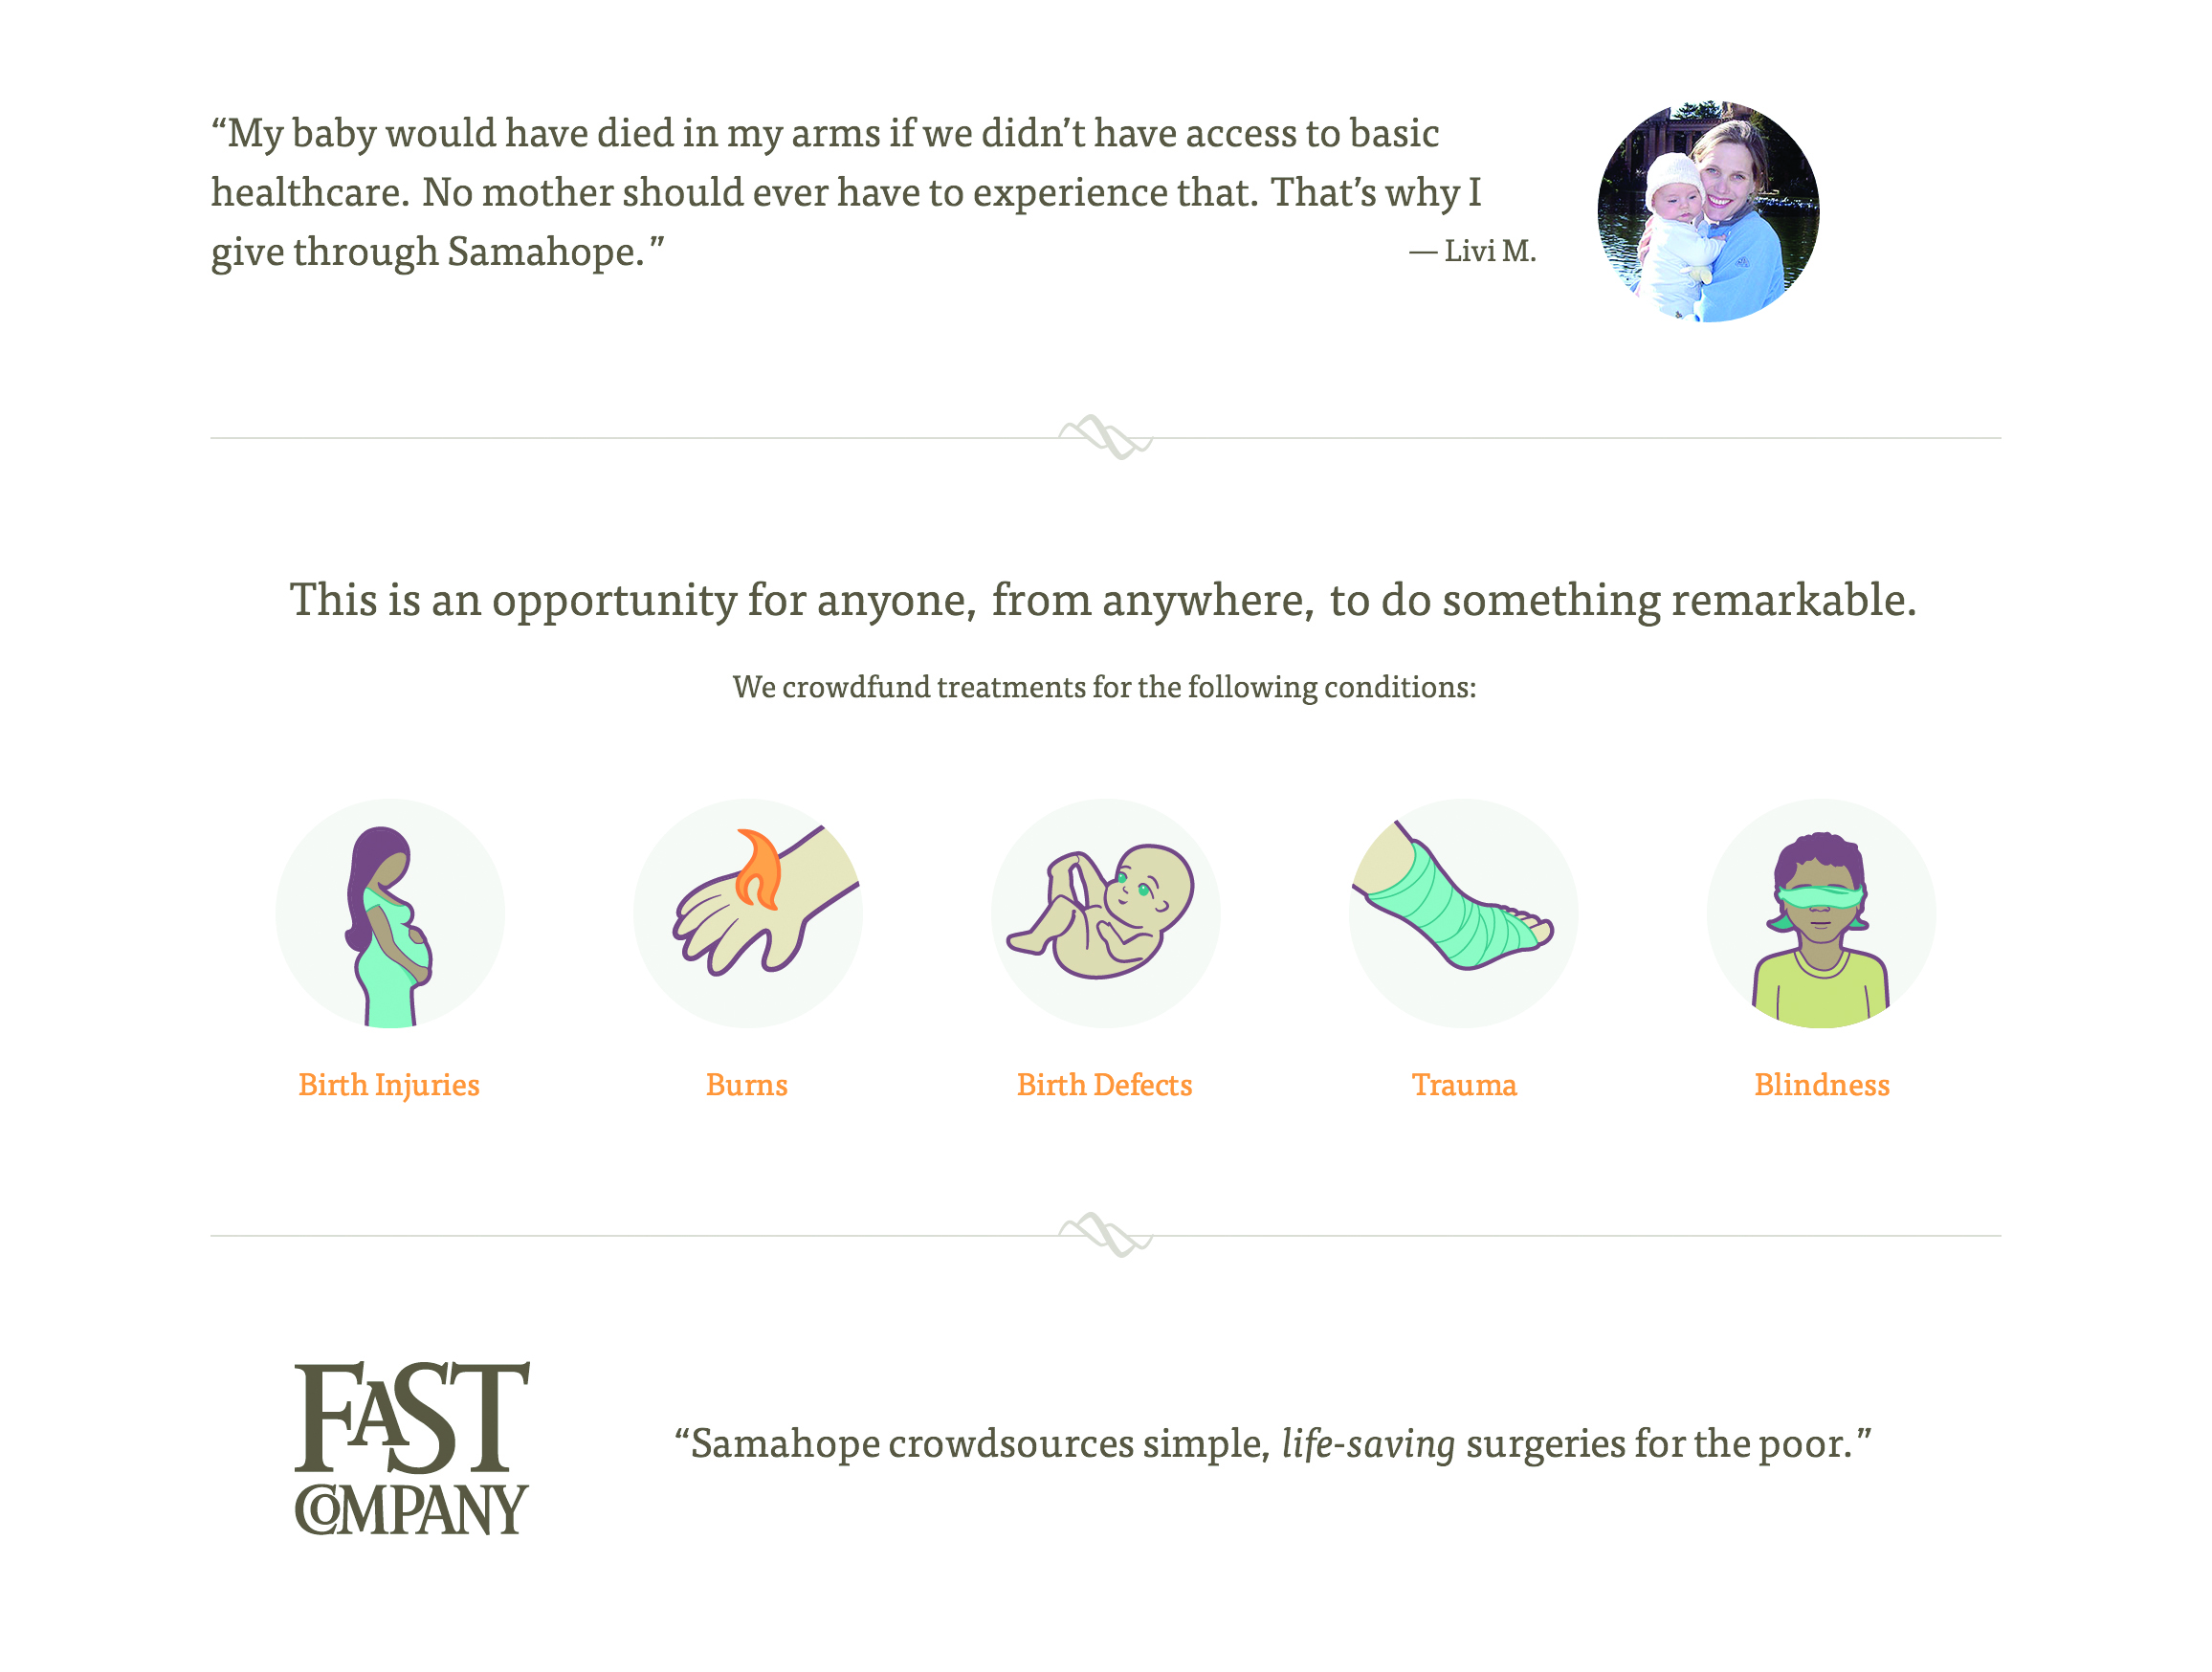 “My baby would have died in my arms if we didn’t have access to basic
healthcare. No mother should ever have to experience that. That’s why I
give through Samahope.”
— Livi M.
This is an opportunity for anyone, from anywhere, to do something remarkable.
We crowdfund treatments for the following conditions:
Birth Injuries
Burns
Birth Defects
Trauma
Blindness
FAST
COMPANY
“Samahope crowdsources simple, life-saving surgeries for the poor.”